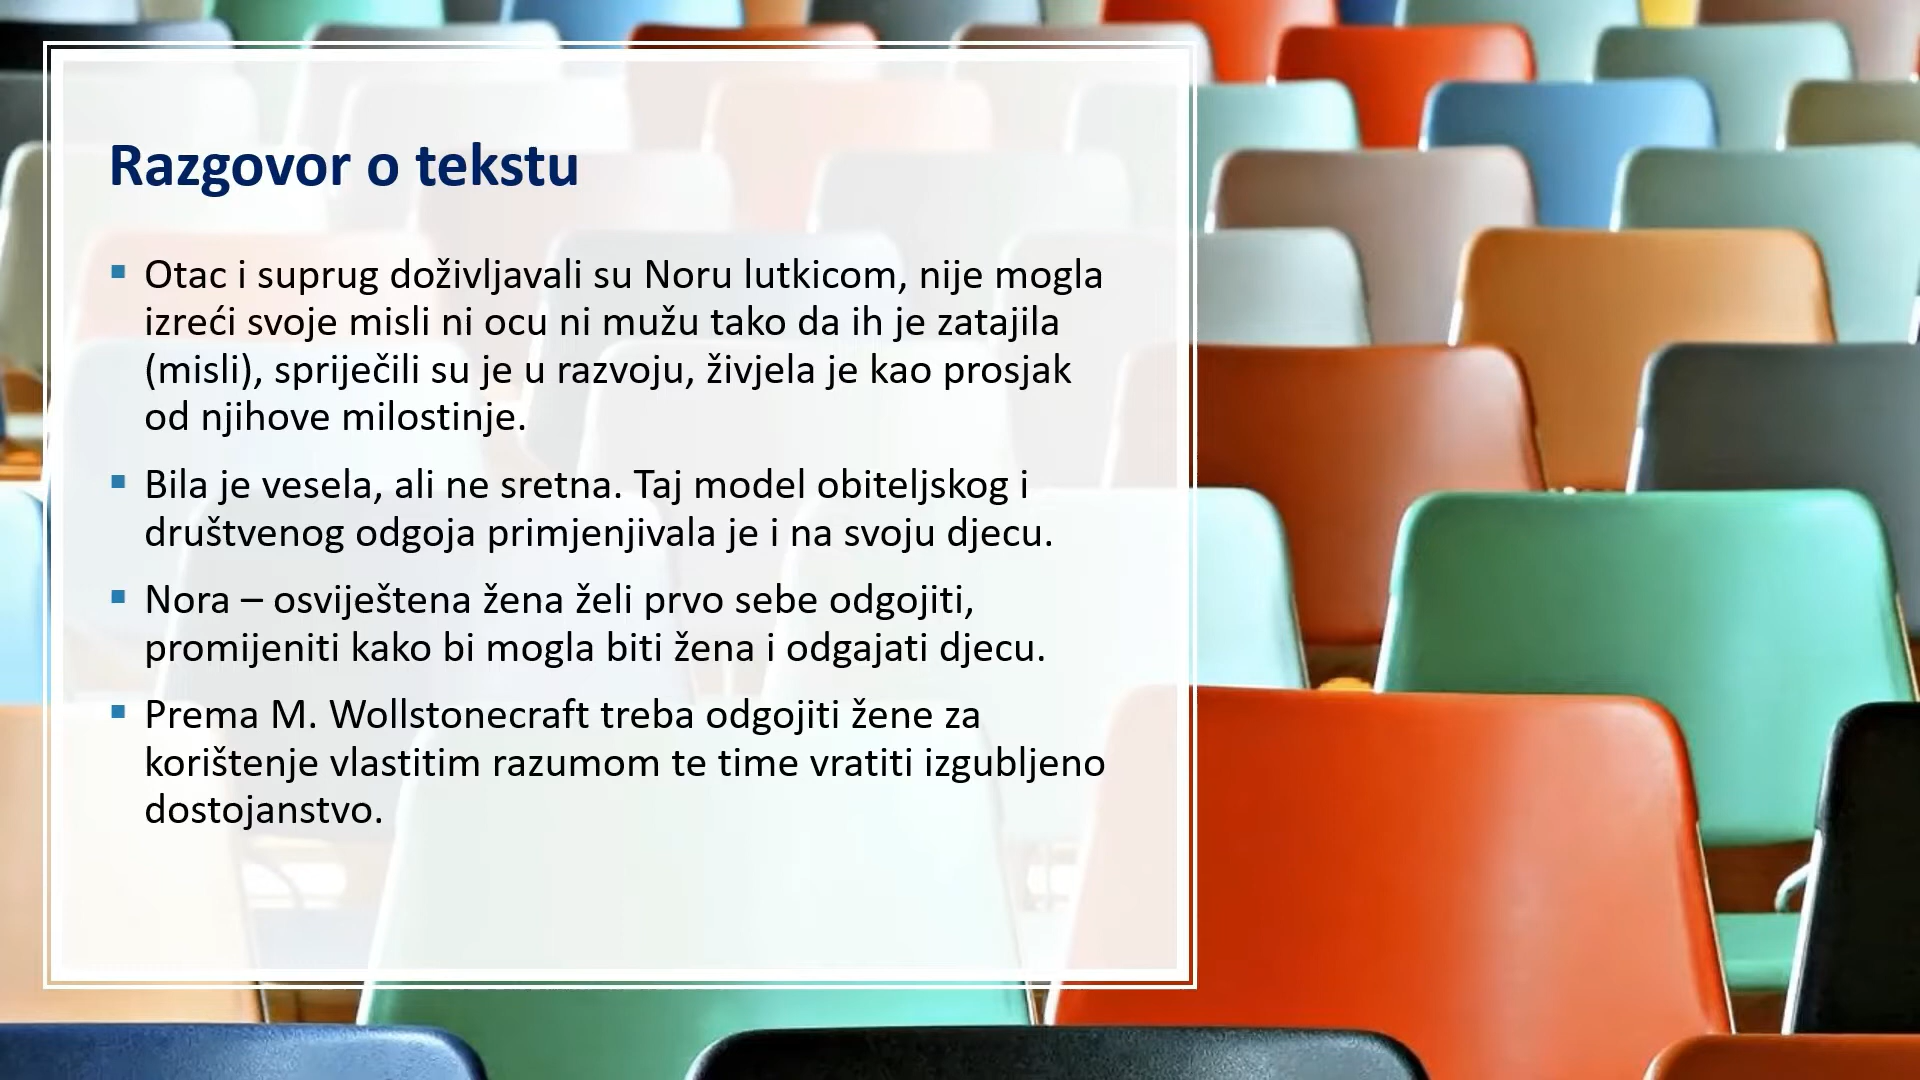 Razgovor o tekstu
▪ Otac i suprug doživljavali su Noru lutkicom, nije mogla
izreći svoje misli ni ocu ni mužu tako da ih je zatajila
(misli), spriječili su je u razvoju, živjela je kao prosjak
od njihove milostinje.
▪ Bila je vesela, ali ne sretna. Taj model obiteljskog i
društvenog odgoja primjenjivala je i na svoju djecu.
▪ Nora – osviještena žena želi prvo sebe odgojiti,
promijeniti kako bi mogla biti žena i odgajati djecu.
▪ Prema M. Wollstonecraft treba odgojiti žene za
korištenje vlastitim razumom te time vratiti izgubljeno
dostojanstvo.